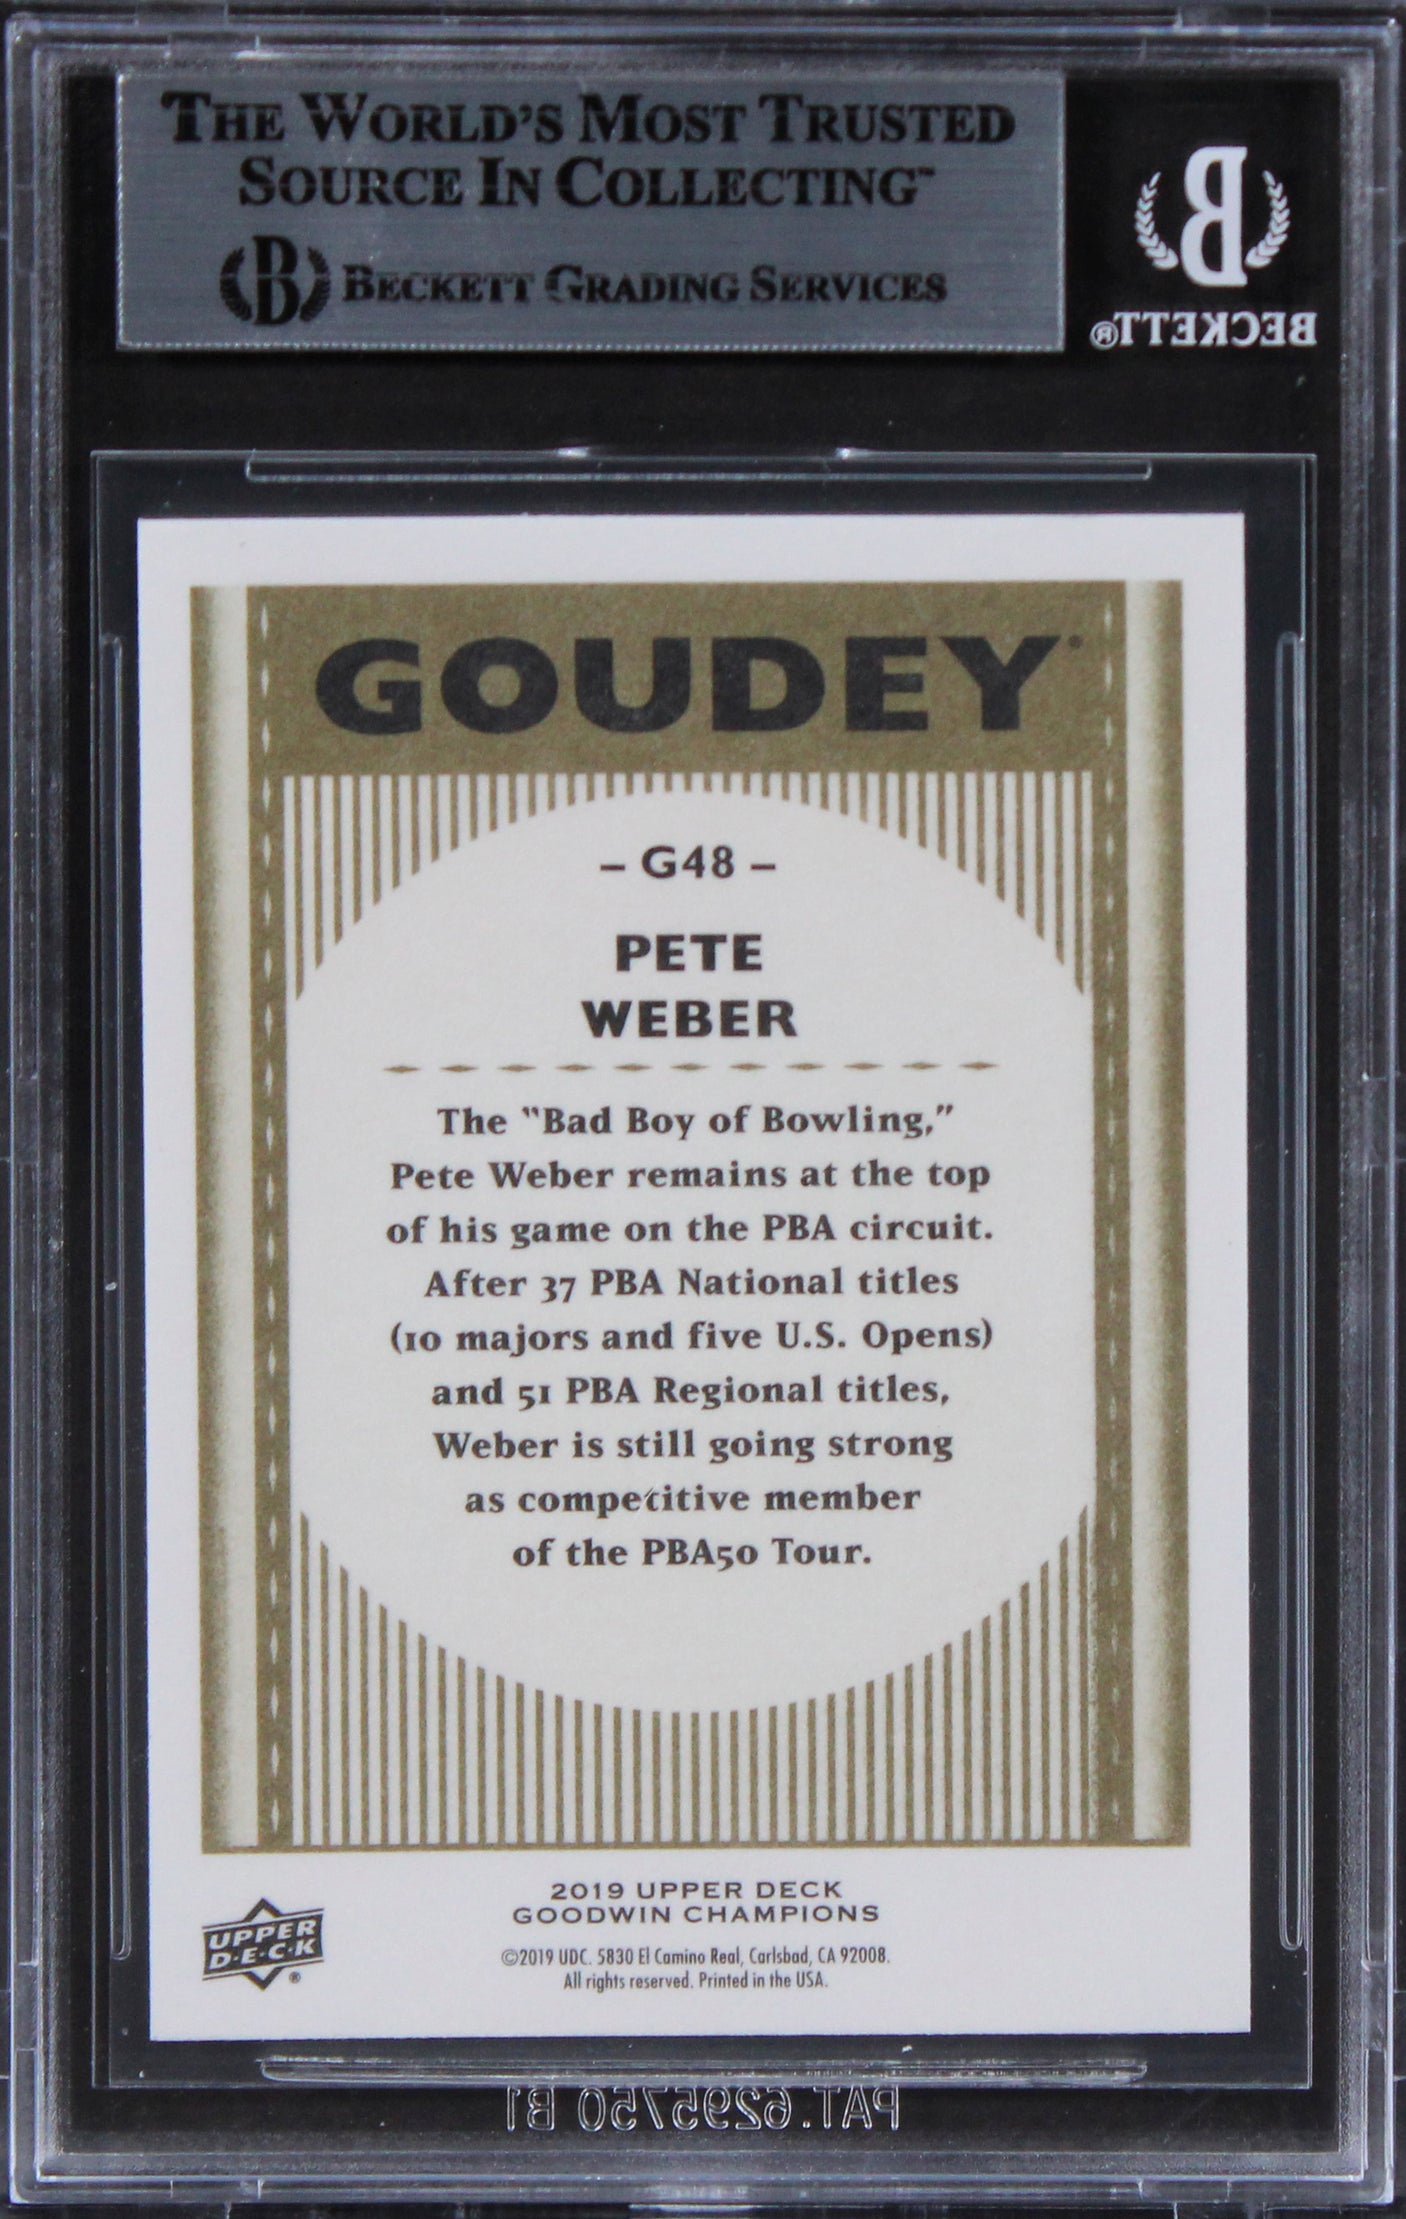 THE WORLD'S MOST TRUSTED
SOURCE IN COLLECTING™
B BECKETT GRADING SERVICES
B
BECKETT®
GOUDEY®
– G48 –
PETE
WEBER
The "Bad Boy of Bowling,"
Pete Weber remains at the top
of his game on the PBA circuit.
After 37 PBA National titles
(10 majors and five U.S. Opens)
and 51 PBA Regional titles,
Weber is still going strong
as competitive member
of the PBA50 Tour.
2019 UPPER DECK
GOODWIN CHAMPIONS
UPPER
D·E·C·K®
©2019 UDC. 5830 El Camino Real, Carlsbad, CA 92008.
All rights reserved. Printed in the USA.
PAT.6295750 B1